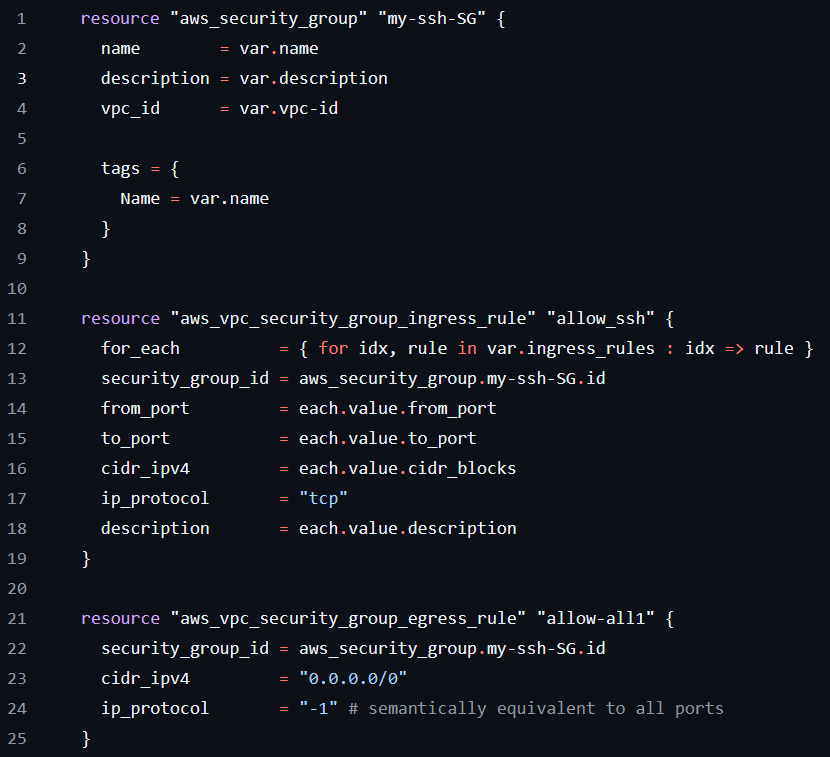 1 resource "aws_security_group" "my-ssh-SG" {
2 name = var.name
3 description = var.description
4 vpc_id = var.vpc-id
5
6 tags = {
7 Name = var.name
8 }
9 }
10
11 resource "aws_vpc_security_group_ingress_rule" "allow_ssh" {
12 for_each = { for idx, rule in var.ingress_rules : idx => rule }
13 security_group_id = aws_security_group.my-ssh-SG.id
14 from_port = each.value.from_port
15 to_port = each.value.to_port
16 cidr_ipv4 = each.value.cidr_blocks
17 ip_protocol = "tcp"
18 description = each.value.description
19 }
20
21 resource "aws_vpc_security_group_egress_rule" "allow-all1" {
22 security_group_id = aws_security_group.my-ssh-SG.id
23 cidr_ipv4 = "0.0.0.0/0"
24 ip_protocol = "-1" # semantically equivalent to all ports
25 }